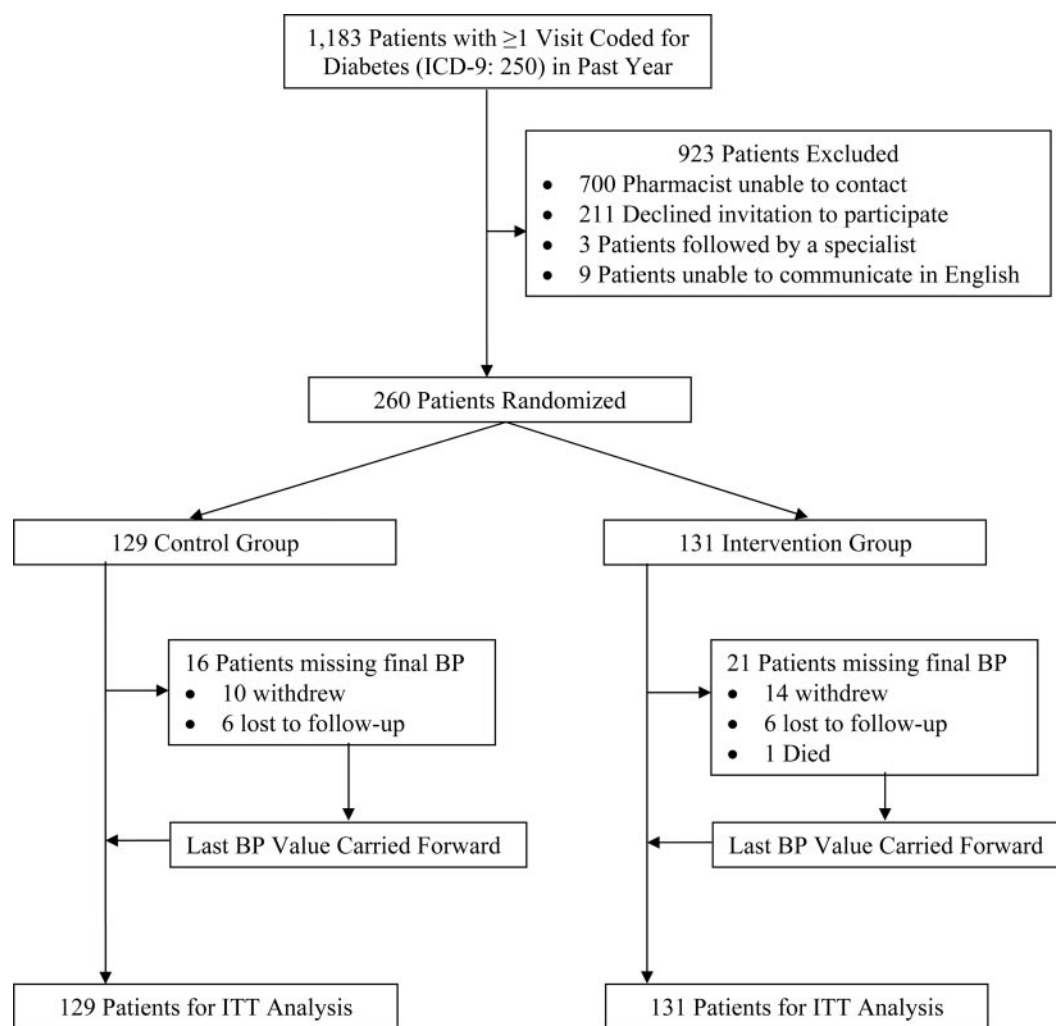 1,183 Patients with ≥1 Visit Coded for
Diabetes (ICD-9: 250) in Past Year
923 Patients Excluded
• 700 Pharmacist unable to contact
• 211 Declined invitation to participate
• 3 Patients followed by a specialist
• 9 Patients unable to communicate in English
260 Patients Randomized
129 Control Group
131 Intervention Group
16 Patients missing final BP
• 10 withdrew
• 6 lost to follow-up
21 Patients missing final BP
• 14 withdrew
• 6 lost to follow-up
• 1 Died
Last BP Value Carried Forward
Last BP Value Carried Forward
129 Patients for ITT Analysis
131 Patients for ITT Analysis